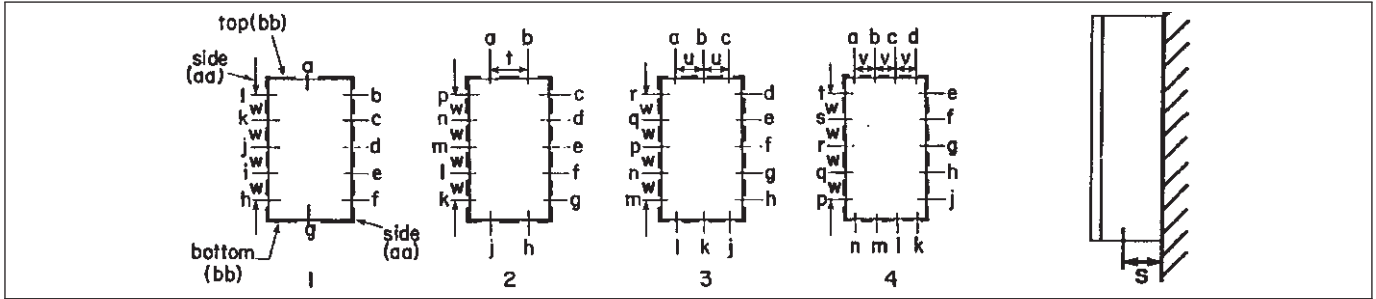 top(bb)
side
(aa)
a
l b
w
k c
w
j d
w
i e
w
h f
g
bottom
(bb)
side
(aa)
1
a b
t
p c
w
n d
w
m e
w
l f
w
k g
j h
2
a b c
u u
r d
w
q e
w
p f
w
n g
w
m h
l k j
3
a b c d
v v v
t e
w
s f
w
r g
w
q h
w
p j
n m l k
4
S